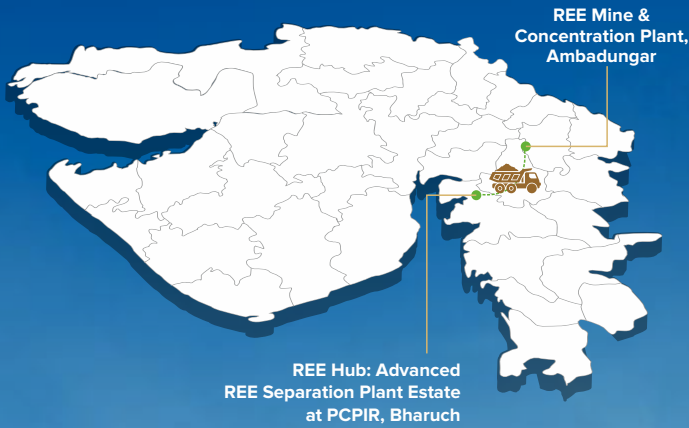 REE Mine &
Concentration Plant,
Ambadungar
REE Hub: Advanced
REE Separation Plant Estate
at PCPIR, Bharuch